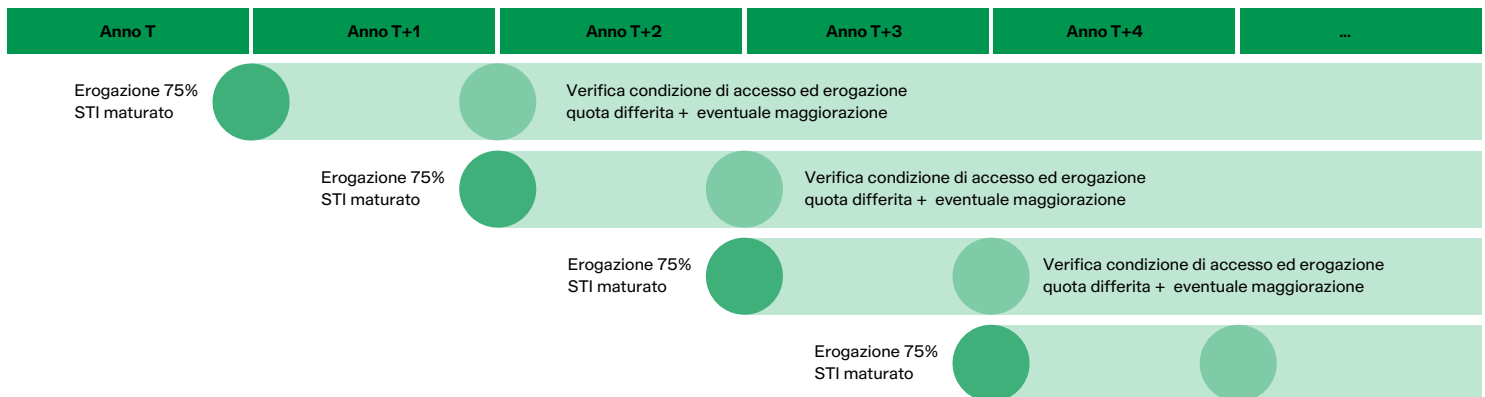 Anno T
Anno T+1
Anno T+2
Anno T+3
Anno T+4
...
Erogazione 75%
STI maturato
Verifica condizione di accesso ed erogazione
quota differita + eventuale maggiorazione
Erogazione 75%
STI maturato
Verifica condizione di accesso ed erogazione
quota differita + eventuale maggiorazione
Erogazione 75%
STI maturato
Verifica condizione di accesso ed erogazione
quota differita + eventuale maggiorazione
Erogazione 75%
STI maturato